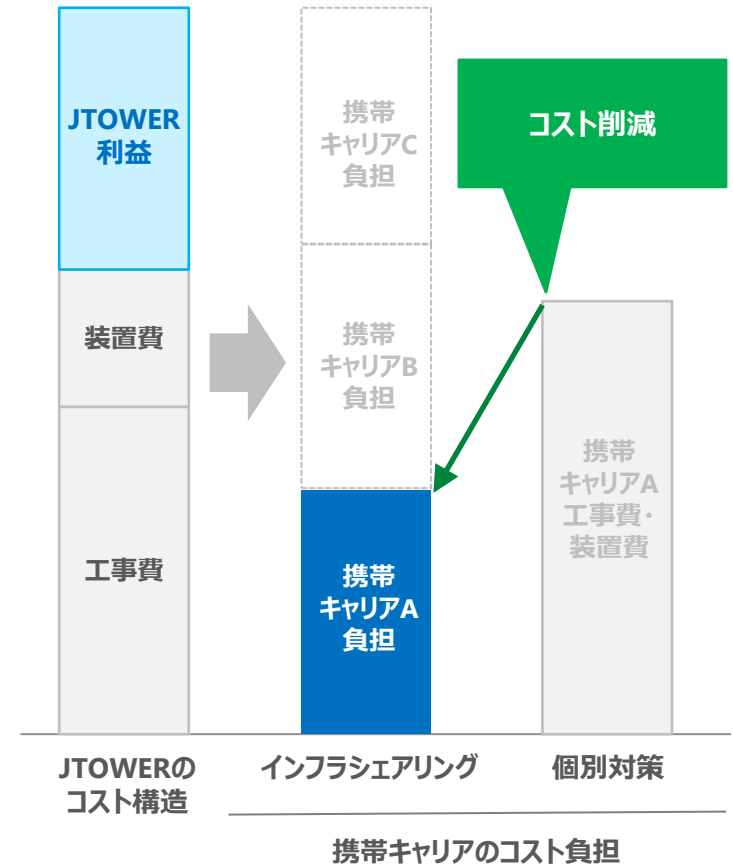 JTOWER
利益
装置費
工事費
携帯
キャリアC
負担
携帯
キャリアB
負担
携帯
キャリアA
負担
コスト削減
携帯
キャリアA
工事費・
装置費
JTOWERの
コスト構造
インフラシェアリング
個別対策
携帯キャリアのコスト負担